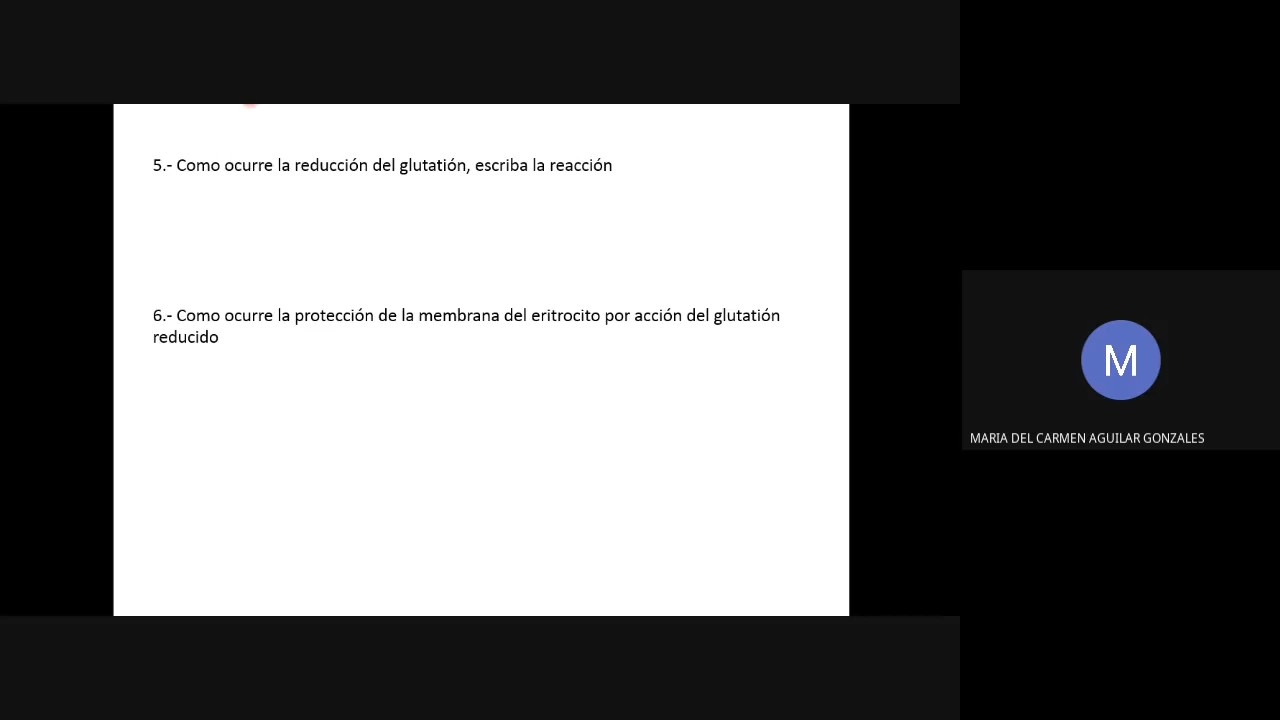 5.- Como ocurre la reducción del glutatión, escriba la reacción
6.- Como ocurre la protección de la membrana del eritrocito por acción del glutatión
reducido
M
MARIA DEL CARMEN AGUILAR GONZALES